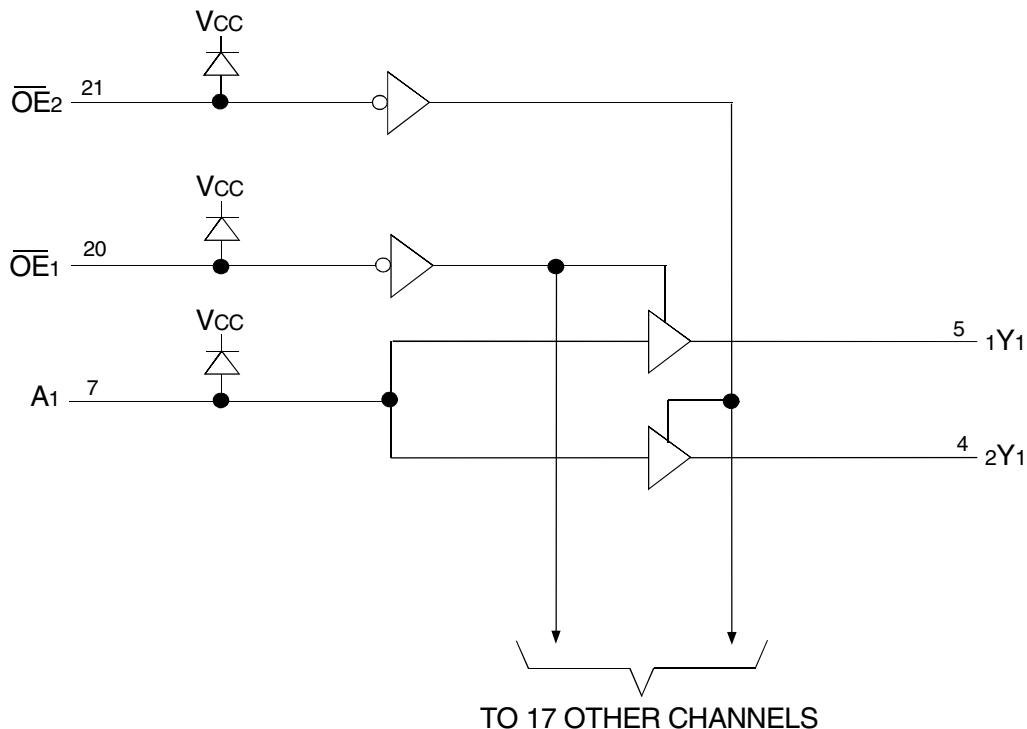 VCC
OE2 21
VCC
OE1 20
VCC
A1 7
5 1Y1
4 2Y1
TO 17 OTHER CHANNELS